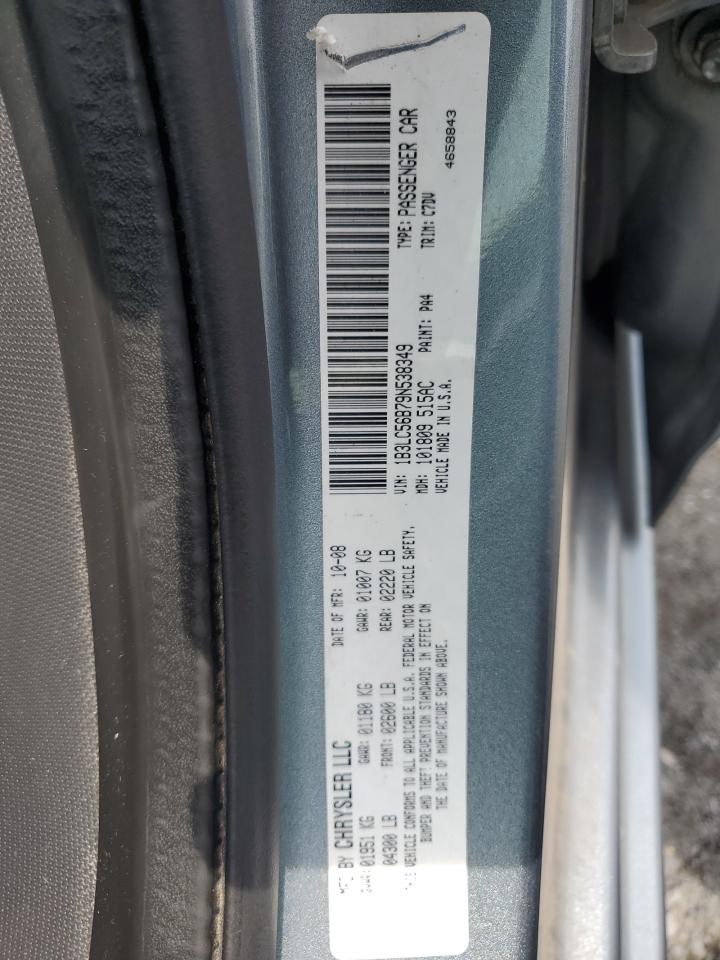 MFD BY CHRYSLER LLC DATE OF MFR: 10-08
GVWR: 01951 KG GAWR: 01180 KG GAWR: 01007 KG
04300 LB FRONT: 02600 LB REAR: 02220 LB
THIS VEHICLE CONFORMS TO ALL APPLICABLE U.S.A. FEDERAL MOTOR VEHICLE SAFETY,
BUMPER AND THEFT PREVENTION STANDARDS IN EFFECT ON
THE DATE OF MANUFACTURE SHOWN ABOVE.
VIN: 1B3LC56B79N538349 TYPE: PASSENGER CAR
MDH: 101809 515AC PAINT: PA4 TRIM: C7DV
VEHICLE MADE IN U.S.A. 4658843